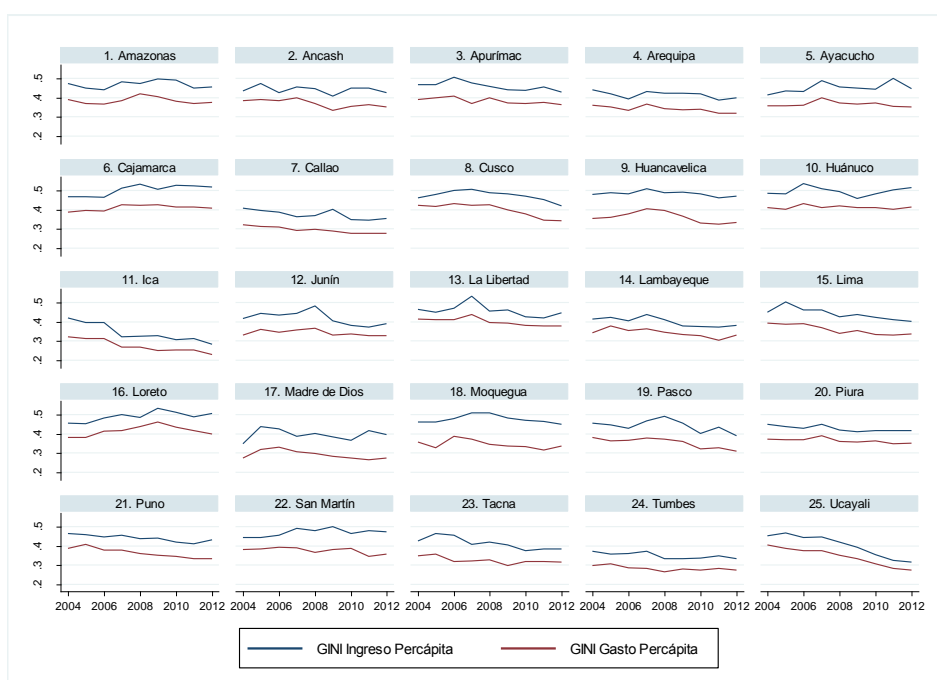 1. Amazonas 2. Ancash 3. Apurímac 4. Arequipa 5. Ayacucho
.5
.4
.3
.2
6. Cajamarca 7. Callao 8. Cusco 9. Huancavelica 10. Huánuco
.5
.4
.3
.2
11. Ica 12. Junín 13. La Libertad 14. Lambayeque 15. Lima
.5
.4
.3
.2
16. Loreto 17. Madre de Dios 18. Moquegua 19. Pasco 20. Piura
.5
.4
.3
.2
21. Puno 22. San Martín 23. Tacna 24. Tumbes 25. Ucayali
.5
.4
.3
.2
2004 2006 2008 2010 2012 2004 2006 2008 2010 2012 2004 2006 2008 2010 2012 2004 2006 2008 2010 2012 2004 2006 2008 2010 2012
GINI Ingreso Percápita GINI Gasto Percápita